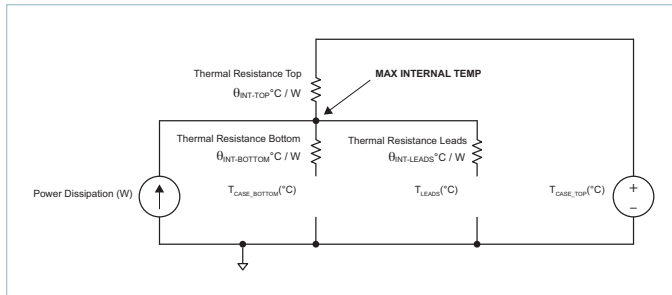 Thermal Resistance Top
θINT-TOP°C / W
MAX INTERNAL TEMP
Thermal Resistance Bottom
θINT-BOTTOM°C / W
Thermal Resistance Leads
θINT-LEADS°C / W
Power Dissipation (W)
TCASE_BOTTOM(°C)
TLEADS(°C)
TCASE_TOP(°C)
+
–